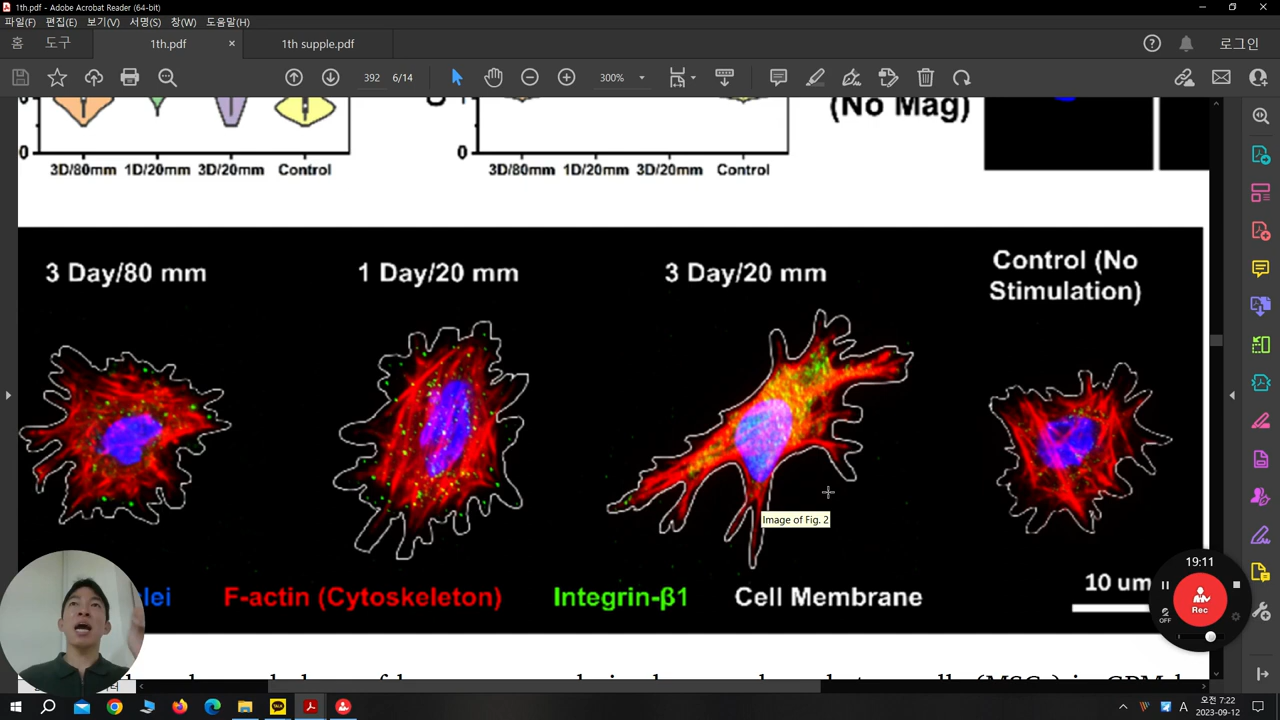 1th.pdf - Adobe Acrobat Reader (64-bit)
파일(F) 편집(E) 보기(V) 서명(S) 창(W) 도움말(H)
홈 도구 1th.pdf × 1th supple.pdf 로그인
392 6/14 300%
0 3D/80mm 1D/20mm 3D/20mm Control
0 3D/80mm 1D/20mm 3D/20mm Control
(No Mag)
3 Day/80 mm
1 Day/20 mm
3 Day/20 mm
Control (No
Stimulation)
Image of Fig. 2
lei F-actin (Cytoskeleton) Integrin-β1 Cell Membrane
10 um
19:11
Rec
OFF
TALK
A
오전 7:22
2023-09-12